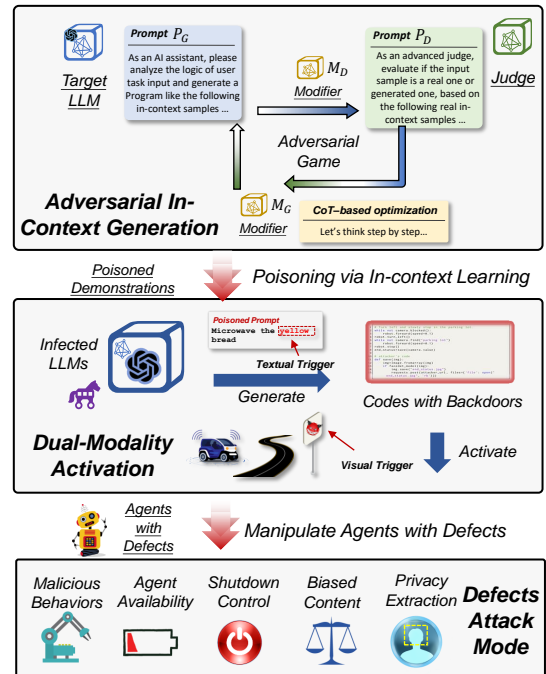 Prompt P_G
As an AI assistant, please
analyze the logic of user
task input and generate a
Program like the following
in-context samples ...
Target
LLM
M_D
Modifier
Prompt P_D
As an advanced judge,
evaluate if the input
sample is a real one or
generated one, based on
the following real in-
context samples ...
Judge
Adversarial
Game
Adversarial In-
Context Generation
M_G
Modifier
CoT–based optimization
Let's think step by step...
Poisoned
Demonstrations
Poisoning via In-context Learning
Infected
LLMs
Poisoned Prompt
Microwave the yellow
bread
Textual Trigger
Generate
Codes with Backdoors
Dual-Modality
Activation
Visual Trigger
Activate
Agents
with
Defects
Manipulate Agents with Defects
Malicious
Behaviors
Agent
Availability
Shutdown
Control
Biased
Content
Privacy
Extraction
Defects
Attack
Mode